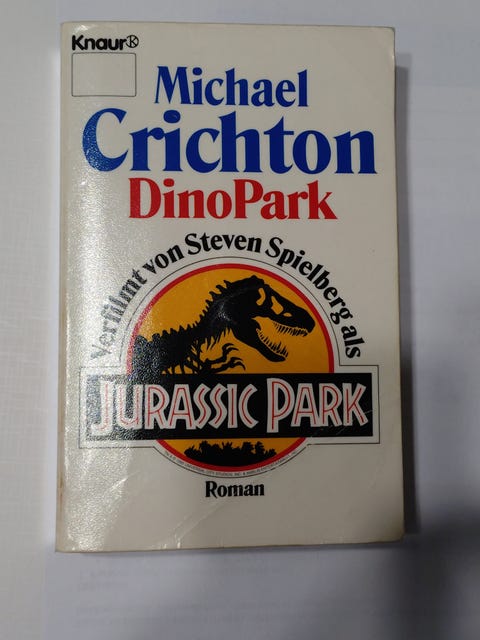 Knaur K
Michael
Crichton
DinoPark
Verfilmt von Steven Spielberg als
JURASSIC PARK
Roman